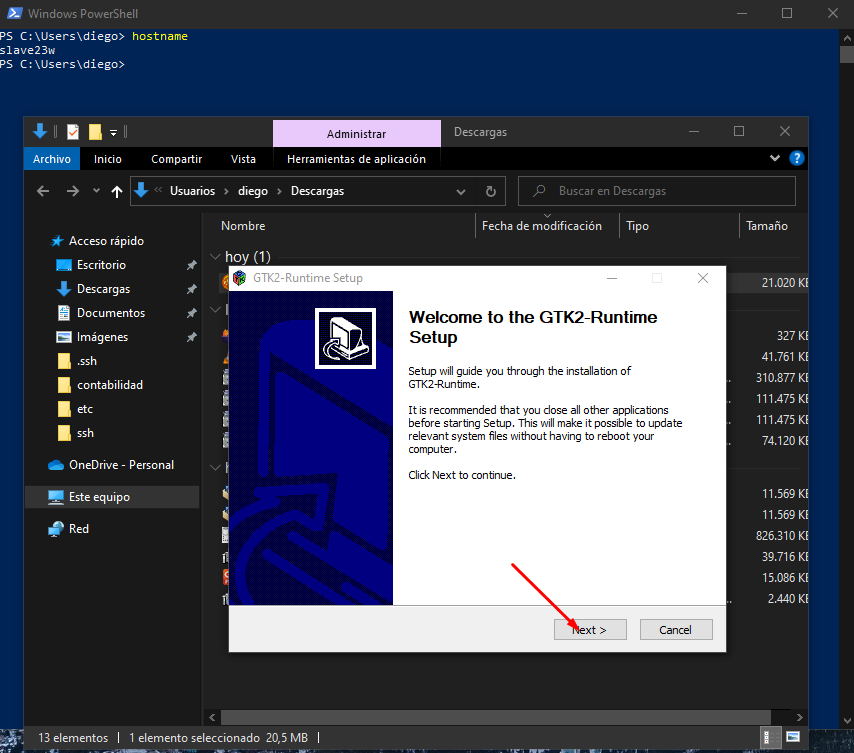 Windows PowerShell
PS C:\Users\diego> hostname
slave23w
PS C:\Users\diego>
Administrar
Descargas
Archivo
Inicio
Compartir
Vista
Herramientas de aplicación
Usuarios > diego > Descargas
Buscar en Descargas
Nombre
Fecha de modificación
Tipo
Tamaño
Acceso rápido
Escritorio
Descargas
Documentos
Imágenes
.ssh
contabilidad
etc
ssh
OneDrive - Personal
Este equipo
Red
hoy (1)
21.020 KB
327 KB
41.761 KB
310.877 KB
111.475 KB
111.475 KB
74.120 KB
11.569 KB
11.569 KB
826.310 KB
39.716 KB
15.086 KB
2.440 KB
GTK2-Runtime Setup
Welcome to the GTK2-Runtime
Setup
Setup will guide you through the installation of
GTK2-Runtime.
It is recommended that you close all other applications
before starting Setup. This will make it possible to update
relevant system files without having to reboot your
computer.
Click Next to continue.
Next >
Cancel
13 elementos
1 elemento seleccionado 20,5 MB